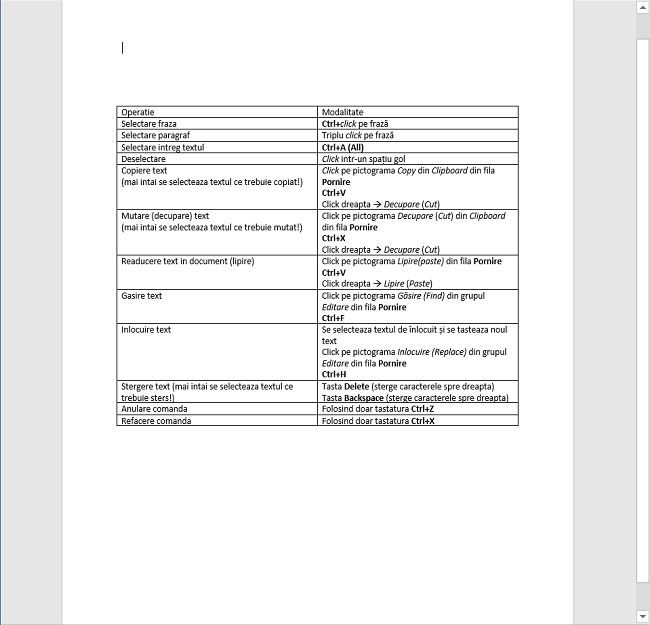 Operatie Modalitate
Selectare fraza Ctrl+click pe frază
Selectare paragraf Triplu click pe frază
Selectare intreg textul Ctrl+A (All)
Deselectare Click intr-un spațiu gol
Copiere text Click pe pictograma Copy din Clipboard din fila
(mai intai se selecteaza textul ce trebuie copiat!) Pornire
Ctrl+V
Click dreapta → Decupare (Cut)
Mutare (decupare) text Click pe pictograma Decupare (Cut) din Clipboard
(mai intai se selecteaza textul ce trebuie mutat!) din fila Pornire
Ctrl+X
Click dreapta → Decupare (Cut)
Readucere text in document (lipire) Click pe pictograma Lipire(paste) din fila Pornire
Ctrl+V
Click dreapta → Lipire (Paste)
Gasire text Click pe pictograma Găsire (Find) din grupul
Editare din fila Pornire
Ctrl+F
Inlocuire text Se selecteaza textul de înlocuit și se tasteaza noul
text
Click pe pictograma Inlocuire (Replace) din grupul
Editare din fila Pornire
Ctrl+H
Stergere text (mai intai se selecteaza textul ce Tasta Delete (sterge caracterele spre dreapta)
trebuie sters!) Tasta Backspace (sterge caracterele spre dreapta)
Anulare comanda Folosind doar tastatura Ctrl+Z
Refacere comanda Folosind doar tastatura Ctrl+X